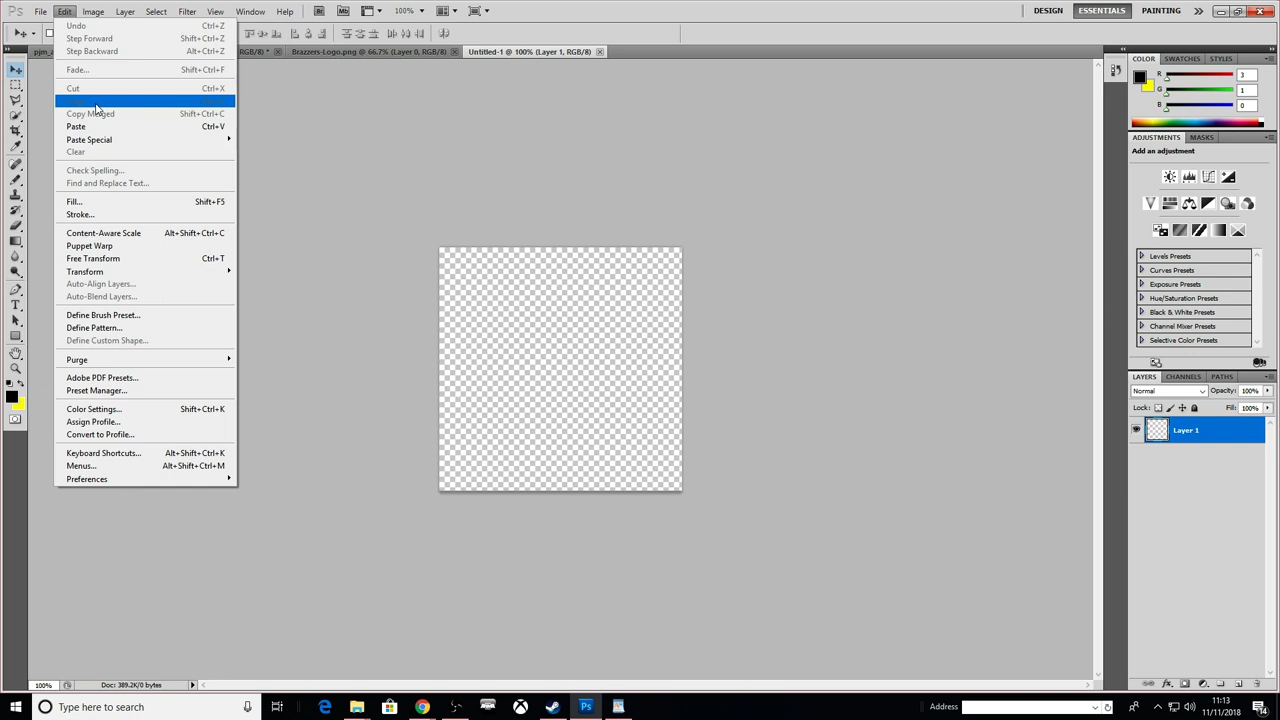 Ps File Edit Image Layer Select Filter View Window Help Br Mb 100% DESIGN ESSENTIALS PAINTING
RGB/8) * Brazzers-Logo.png @ 66.7% (Layer 0, RGB/8) Untitled-1 @ 100% (Layer 1, RGB/8)
Undo Ctrl+Z
Step Forward Shift+Ctrl+Z
Step Backward Alt+Ctrl+Z
Fade... Shift+Ctrl+F
Cut Ctrl+X
Copy Merged Shift+Ctrl+C
Paste Ctrl+V
Paste Special
Clear
Check Spelling...
Find and Replace Text...
Fill... Shift+F5
Stroke...
Content-Aware Scale Alt+Shift+Ctrl+C
Puppet Warp
Free Transform Ctrl+T
Transform
Auto-Align Layers...
Auto-Blend Layers...
Define Brush Preset...
Define Pattern...
Define Custom Shape...
Purge
Adobe PDF Presets...
Preset Manager...
Color Settings... Shift+Ctrl+K
Assign Profile...
Convert to Profile...
Keyboard Shortcuts... Alt+Shift+Ctrl+K
Menus... Alt+Shift+Ctrl+M
Preferences
COLOR SWATCHES STYLES
R 3
G 1
B 0
ADJUSTMENTS MASKS
Add an adjustment
Levels Presets
Curves Presets
Exposure Presets
Hue/Saturation Presets
Black & White Presets
Channel Mixer Presets
Selective Color Presets
LAYERS CHANNELS PATHS
Normal Opacity: 100%
Lock: Fill: 100%
Layer 1
100% Doc: 389.2K/0 bytes
Type here to search
Address
11:13
11/11/2018